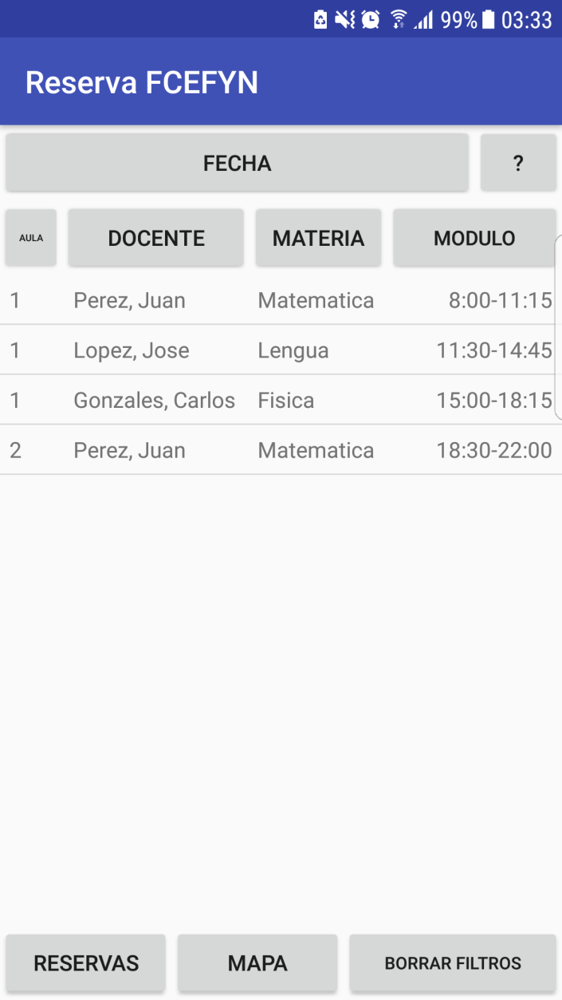 99% 03:33
Reserva FCEFYN
FECHA ?
AULA DOCENTE MATERIA MODULO
1 Perez, Juan Matematica 8:00-11:15
1 Lopez, Jose Lengua 11:30-14:45
1 Gonzales, Carlos Fisica 15:00-18:15
2 Perez, Juan Matematica 18:30-22:00
RESERVAS MAPA BORRAR FILTROS